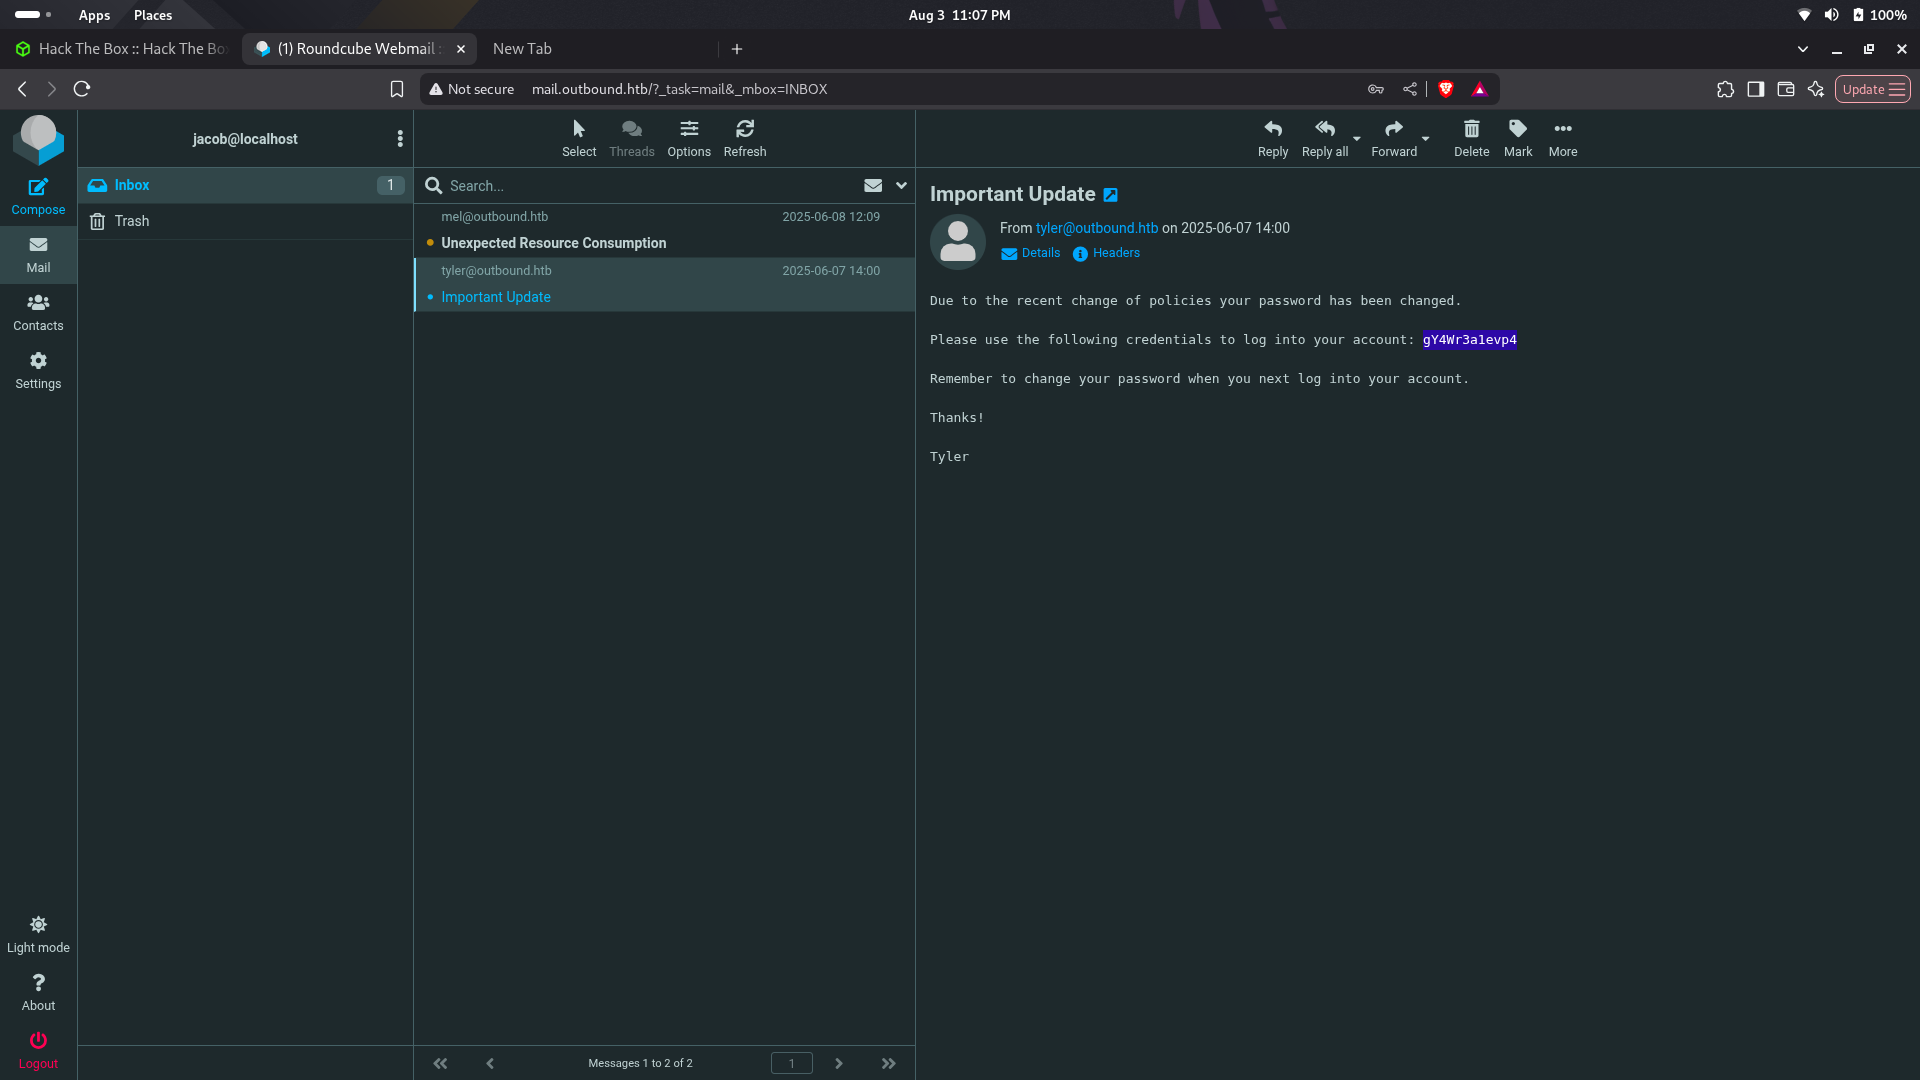 Apps Places Aug 3 11:07 PM 100%
Hack The Box :: Hack The Bo (1) Roundcube Webmail : New Tab
Not secure mail.outbound.htb/?_task=mail&_mbox=INBOX Update
jacob@localhost
Select Threads Options Refresh
Reply Reply all Forward Delete Mark More
Compose
Mail
Contacts
Settings
Light mode
About
Logout
Inbox 1
Trash
Search...
mel@outbound.htb 2025-06-08 12:09
Unexpected Resource Consumption
tyler@outbound.htb 2025-06-07 14:00
Important Update
Messages 1 to 2 of 2 1
Important Update
From tyler@outbound.htb on 2025-06-07 14:00
Details Headers
Due to the recent change of policies your password has been changed.
Please use the following credentials to log into your account: gY4Wr3a1evp4
Remember to change your password when you next log into your account.
Thanks!
Tyler